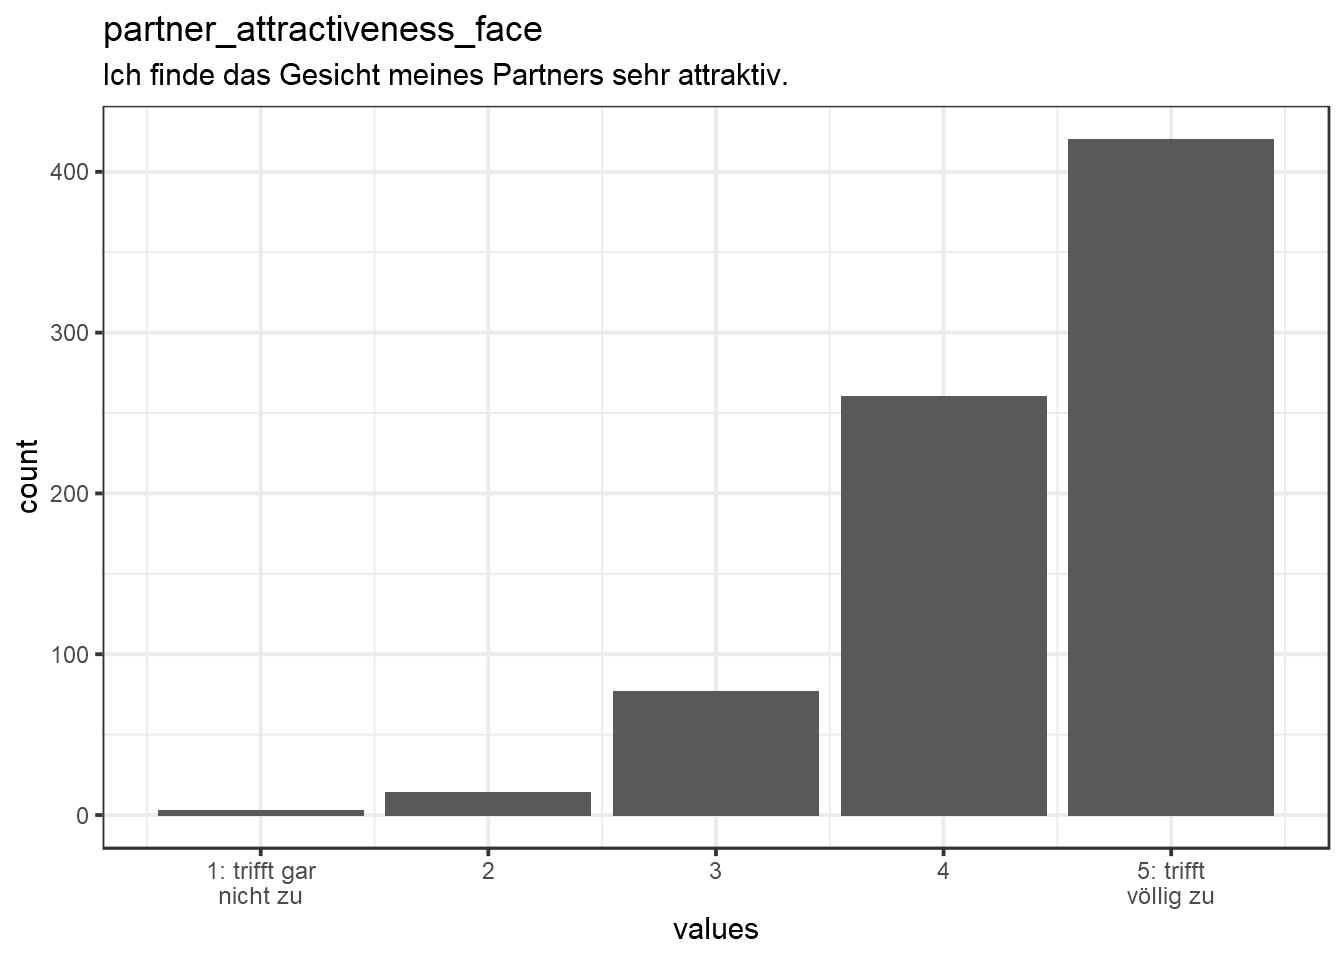 partner_attractiveness_face
Ich finde das Gesicht meines Partners sehr attraktiv.
400
300
200
100
0
count
1: trifft gar
nicht zu
2
3
4
5: trifft
völlig zu
values